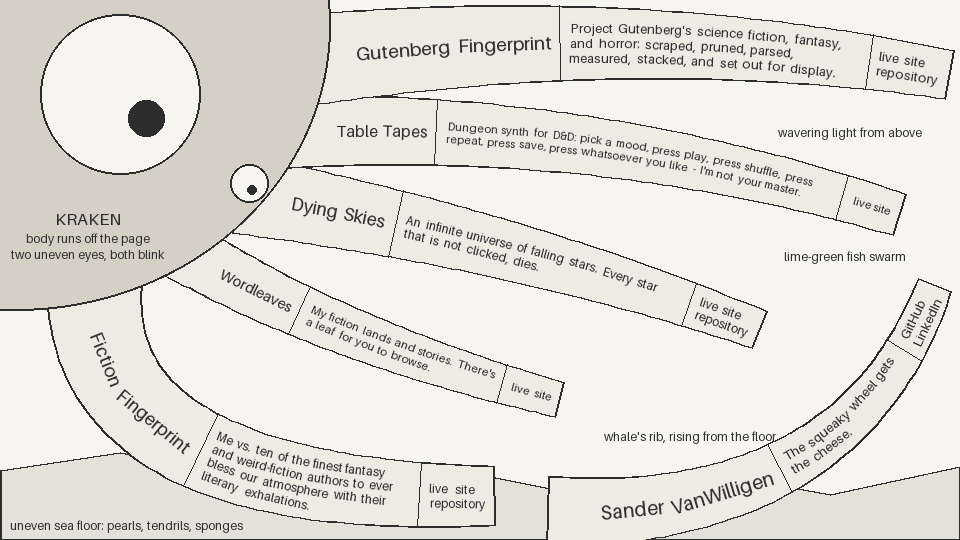 Gutenberg Fingerprint
Project Gutenberg's science fiction, fantasy,
and horror: scraped, pruned, parsed,
measured, stacked, and set out for display.
live site
repository
Table Tapes
Dungeon synth for D&D: pick a mood, press play, press shuffle, press
repeat, press save, press whatsoever you like - I'm not your master.
live site
wavering light from above
KRAKEN
body runs off the page
two uneven eyes, both blink
Dying Skies
An infinite universe of falling stars. Every star
that is not clicked, dies.
live site
repository
lime-green fish swarm
Wordleaves
My fiction lands and stories. There's
a leaf for you to browse.
live site
Fiction Fingerprint
Me vs. ten of the finest fantasy
and weird-fiction authors to ever
bless our atmosphere with their
literary exhalations.
live site
repository
whale's rib, rising from the floor
Sander VanWilligen
The squeaky wheel gets
the cheese.
GitHub
LinkedIn
uneven sea floor: pearls, tendrils, sponges